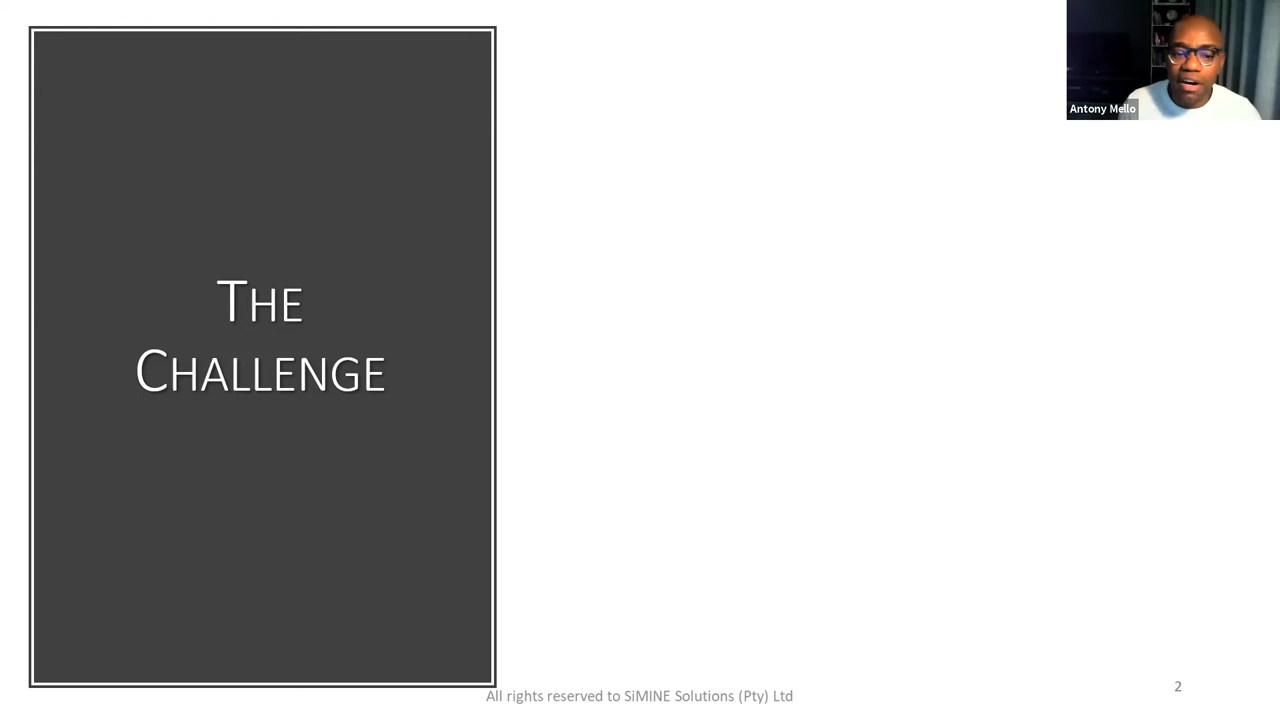 Antony Mello
THE
CHALLENGE
All rights reserved to SiMINE Solutions (Pty) Ltd
2